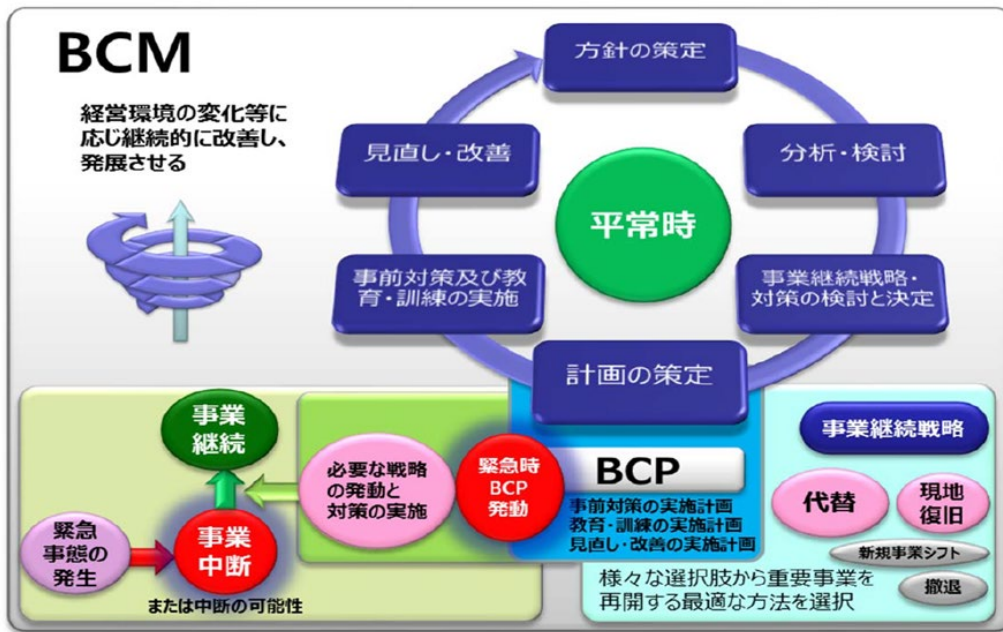 BCM
経営環境の変化等に
応じ継続的に改善し、
発展させる
方針の策定
分析・検討
事業継続戦略・
対策の検討と決定
計画の策定
事前対策及び教
育・訓練の実施
見直し・改善
平常時
事業
継続
緊急
事態の
発生
事業
中断
または中断の可能性
必要な戦略
の発動と
対策の実施
緊急時
BCP
発動
BCP
事前対策の実施計画
教育・訓練の実施計画
見直し・改善の実施計画
事業継続戦略
代替
現地
復旧
新規事業シフト
撤退
様々な選択肢から重要事業を
再開する最適な方法を選択